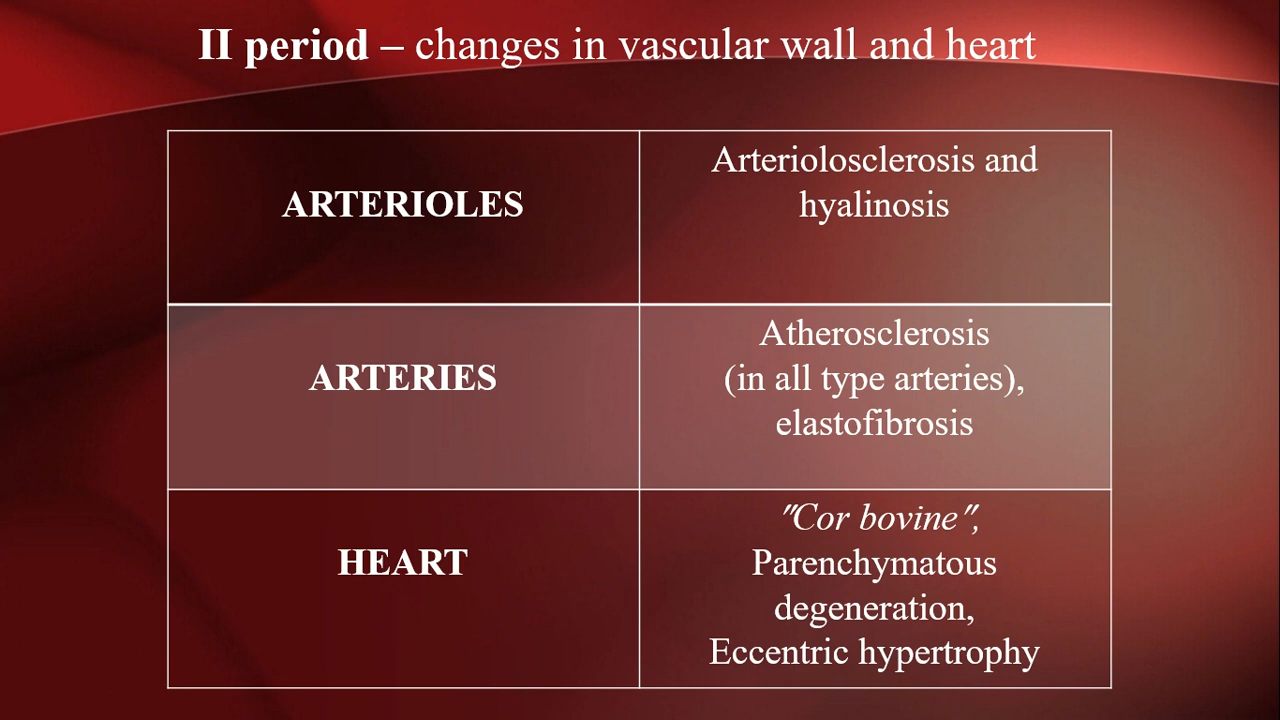 II period – changes in vascular wall and heart
ARTERIOLES
Arteriolosclerosis and
hyalinosis
ARTERIES
Atherosclerosis
(in all type arteries),
elastofibrosis
HEART
"Cor bovine",
Parenchymatous
degeneration,
Eccentric hypertrophy